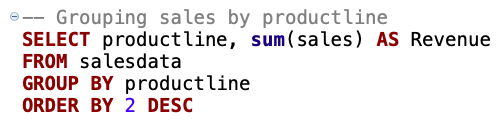 -- Grouping sales by productline
SELECT productline, sum(sales) AS Revenue
FROM salesdata
GROUP BY productline
ORDER BY 2 DESC